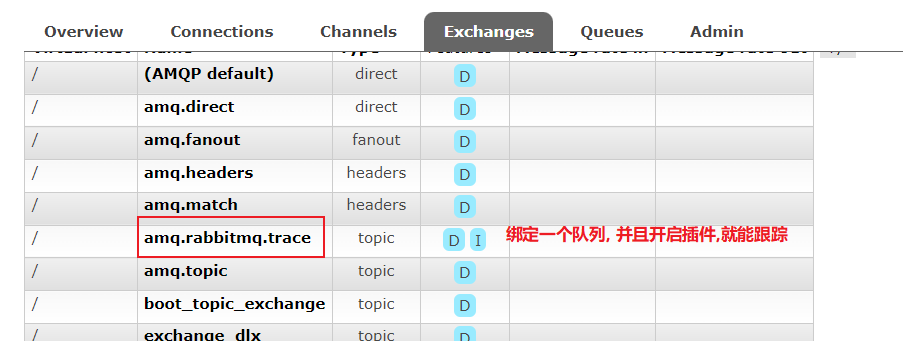 Overview Connections Channels Exchanges Queues Admin
/ (AMQP default) direct D
/ amq.direct direct D
/ amq.fanout fanout D
/ amq.headers headers D
/ amq.match headers D
/ amq.rabbitmq.trace topic D I 绑定一个队列, 并且开启插件,就能跟踪
/ amq.topic topic D
/ boot_topic_exchange topic D
/ exchange_dlx topic D